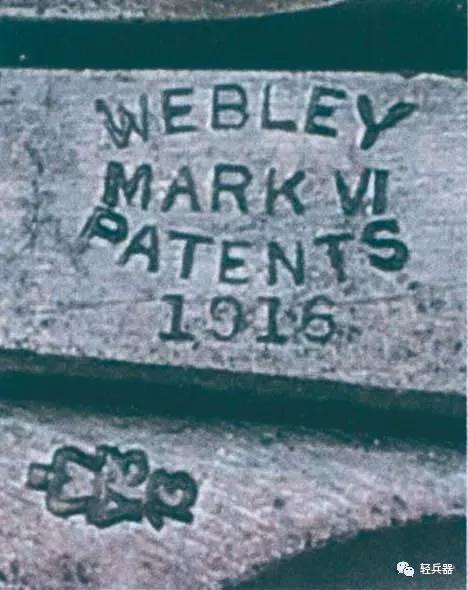 WEBLEY
MARK VI
PATENTS
1916
轻兵器